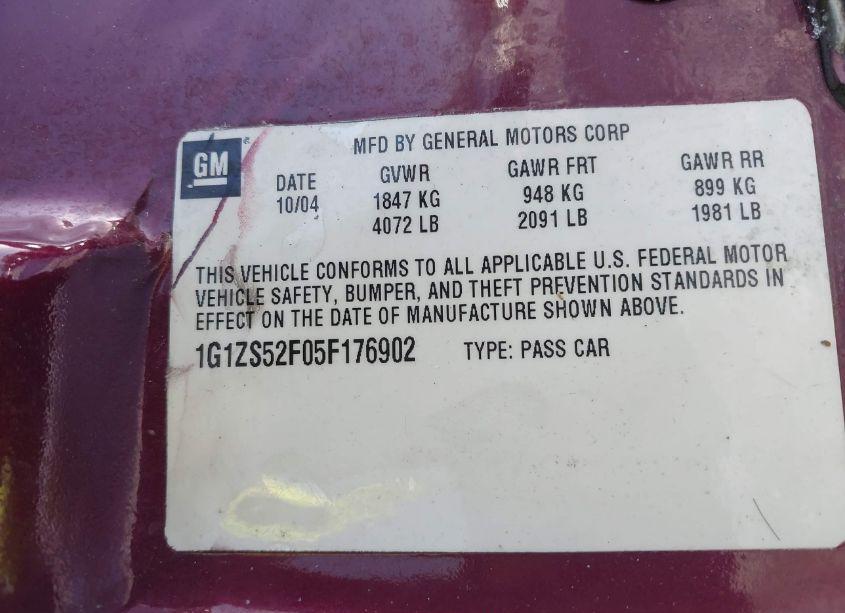 GM
MFD BY GENERAL MOTORS CORP
DATE GVWR GAWR FRT GAWR RR
10/04 1847 KG 948 KG 899 KG
4072 LB 2091 LB 1981 LB
THIS VEHICLE CONFORMS TO ALL APPLICABLE U.S. FEDERAL MOTOR
VEHICLE SAFETY, BUMPER, AND THEFT PREVENTION STANDARDS IN
EFFECT ON THE DATE OF MANUFACTURE SHOWN ABOVE.
1G1ZS52F05F176902 TYPE: PASS CAR